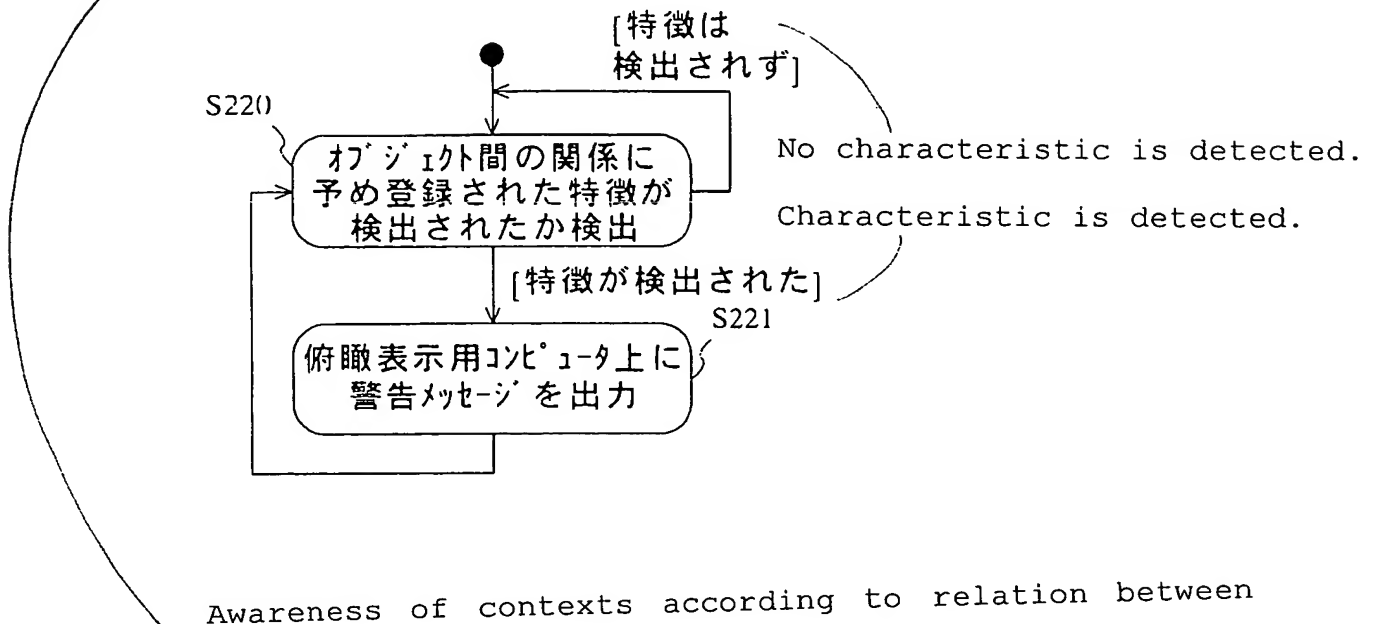 [特徴は
検出されず]
S220
オブジェクト間の関係に
予め登録された特徴が
検出されたか検出
No characteristic is detected.
Characteristic is detected.
[特徴が検出された]
S221
俯瞰表示用コンピュータ上に
警告メッセージを出力
Awareness of contexts according to relation between